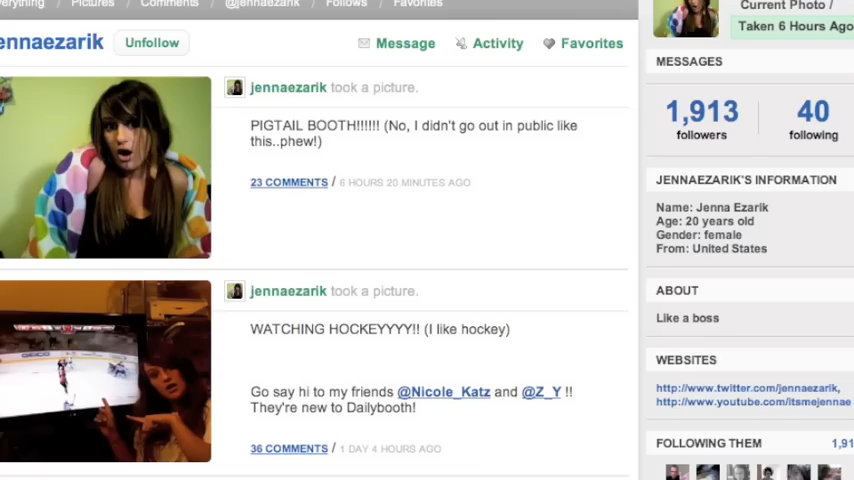 erything / Pictures / Comments / @jennaezarik / Follows / Favorites
ennaezarik Unfollow Message Activity Favorites
jennaezarik took a picture.
PIGTAIL BOOTH!!!!!! (No, I didn't go out in public like
this..phew!)
23 COMMENTS / 6 HOURS 20 MINUTES AGO
jennaezarik took a picture.
WATCHING HOCKEYYYY!! (I like hockey)
Go say hi to my friends @Nicole_Katz and @Z_Y !!
They're new to Dailybooth!
36 COMMENTS / 1 DAY 4 HOURS AGO
Current Photo /
Taken 6 Hours Ago
MESSAGES
1,913 40
followers following
JENNAEZARIK'S INFORMATION
Name: Jenna Ezarik
Age: 20 years old
Gender: female
From: United States
ABOUT
Like a boss
WEBSITES
http://www.twitter.com/jennaezarik,
http://www.youtube.com/itsmejennae
FOLLOWING THEM 1,91